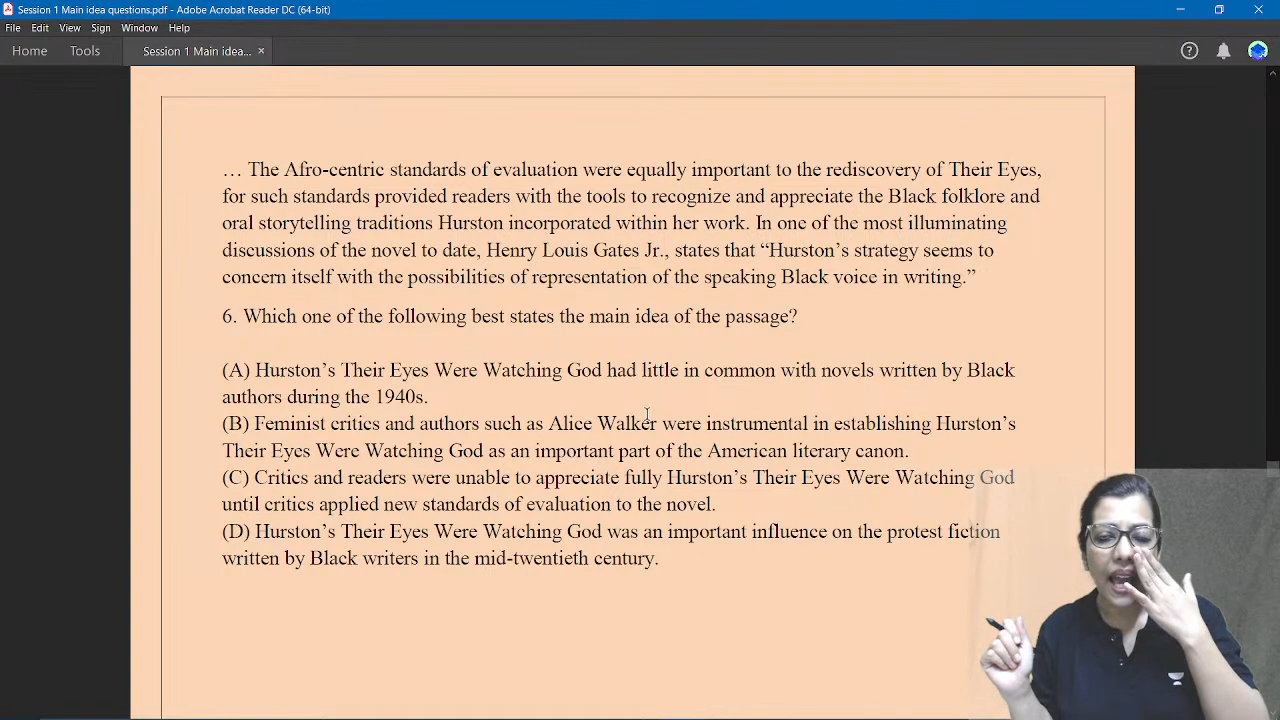 Session 1 Main idea questions.pdf - Adobe Acrobat Reader DC (64-bit)
File Edit View Sign Window Help
Home Tools Session 1 Main idea... ×
… The Afro-centric standards of evaluation were equally important to the rediscovery of Their Eyes,
for such standards provided readers with the tools to recognize and appreciate the Black folklore and
oral storytelling traditions Hurston incorporated within her work. In one of the most illuminating
discussions of the novel to date, Henry Louis Gates Jr., states that “Hurston’s strategy seems to
concern itself with the possibilities of representation of the speaking Black voice in writing.”
6. Which one of the following best states the main idea of the passage?
(A) Hurston’s Their Eyes Were Watching God had little in common with novels written by Black
authors during the 1940s.
(B) Feminist critics and authors such as Alice Walker were instrumental in establishing Hurston’s
Their Eyes Were Watching God as an important part of the American literary canon.
(C) Critics and readers were unable to appreciate fully Hurston’s Their Eyes Were Watching God
until critics applied new standards of evaluation to the novel.
(D) Hurston’s Their Eyes Were Watching God was an important influence on the protest fiction
written by Black writers in the mid-twentieth century.